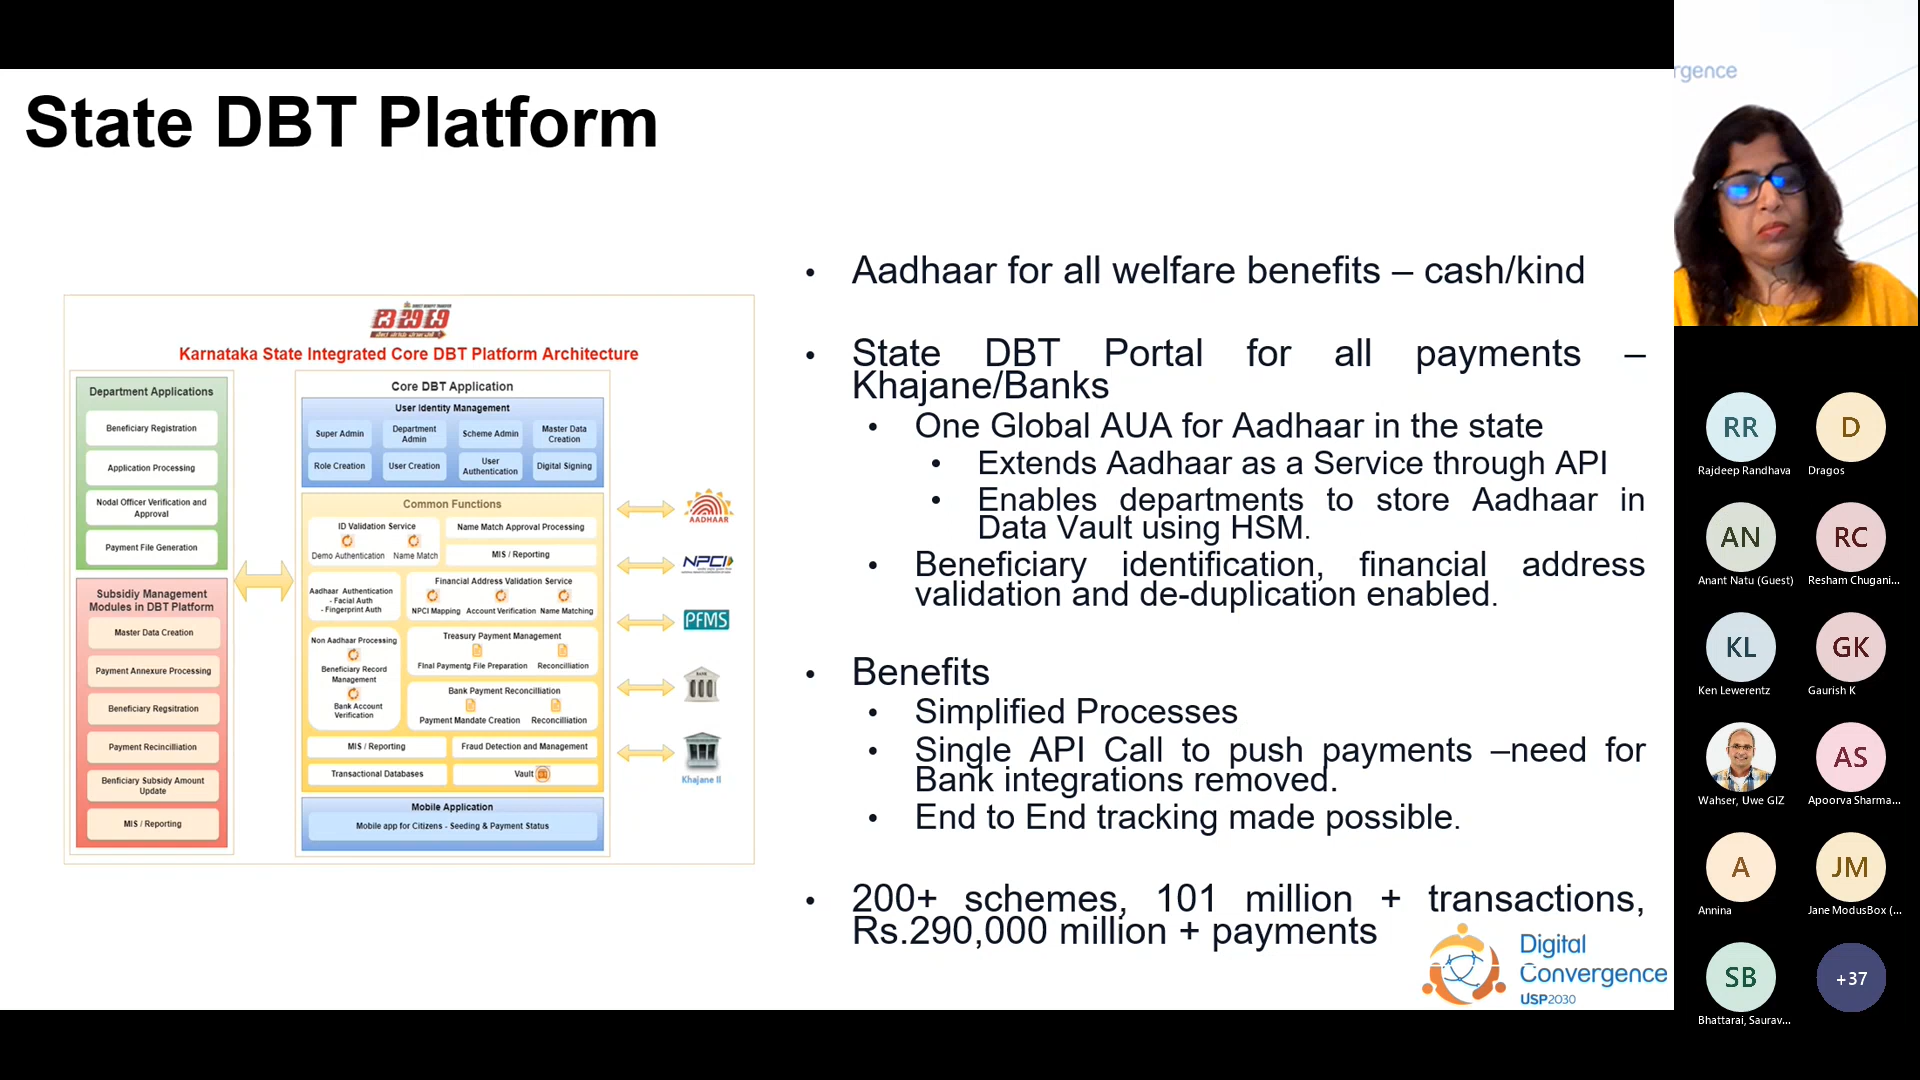 State DBT Platform
Karnataka State Integrated Core DBT Platform Architecture
Department Applications
Beneficiary Registration
Application Processing
Nodal Officer Verification and
Approval
Payment File Generation
Subsidiy Management
Modules in DBT Platform
Master Data Creation
Payment Annexure Processing
Beneficiary Regsitration
Payment Recincilliation
Benficiary Subsidy Amount
Update
MIS / Reporting
Core DBT Application
User Identity Management
Super Admin
Department
Admin
Scheme Admin
Master Data
Creation
Role Creation
User Creation
User
Authentication
Digital Signing
Common Functions
ID Validation Service
Demo Authentication
Name Match
Name Match Approval Processing
MIS / Reporting
Aadhaar Authentication
- Facial Auth
- Fingerprint Auth
Financial Address Validation Service
NPCI Mapping
Account Verification
Name Matching
Non Aadhar Processing
Beneficiary Record
Management
Bank Account
Verification
Treasury Payment Management
FInal Paymentg File Preparation
Reconcilliation
Bank Payment Reconcilliation
Payment Mandate Creation
Reconcilliation
MIS / Reporting
Fraud Detection and Management
Transactional Databases
Vault
Mobile Application
Mobile app for Citizens - Seeding & Payment Status
AADHAAR
NPCI
PFMS
BANK
Khajane II
• Aadhaar for all welfare benefits – cash/kind
• State DBT Portal for all payments –
Khajane/Banks
• One Global AUA for Aadhaar in the state
• Extends Aadhaar as a Service through API
• Enables departments to store Aadhaar in
Data Vault using HSM.
• Beneficiary identification, financial address
validation and de-duplication enabled.
• Benefits
• Simplified Processes
• Single API Call to push payments –need for
Bank integrations removed.
• End to End tracking made possible.
• 200+ schemes, 101 million + transactions,
Rs.290,000 million + payments
Digital
Convergence
USP2030
rgence
RR
Rajdeep Randhava
D
Dragos
AN
Anant Natu (Guest)
RC
Resham Chugani...
KL
Ken Lewerentz
GK
Gaurish K
Wahser, Uwe GIZ
AS
Apoorva Sharma...
A
Annina
JM
Jane ModusBox (...
SB
Bhattarai, Saurav...
+37